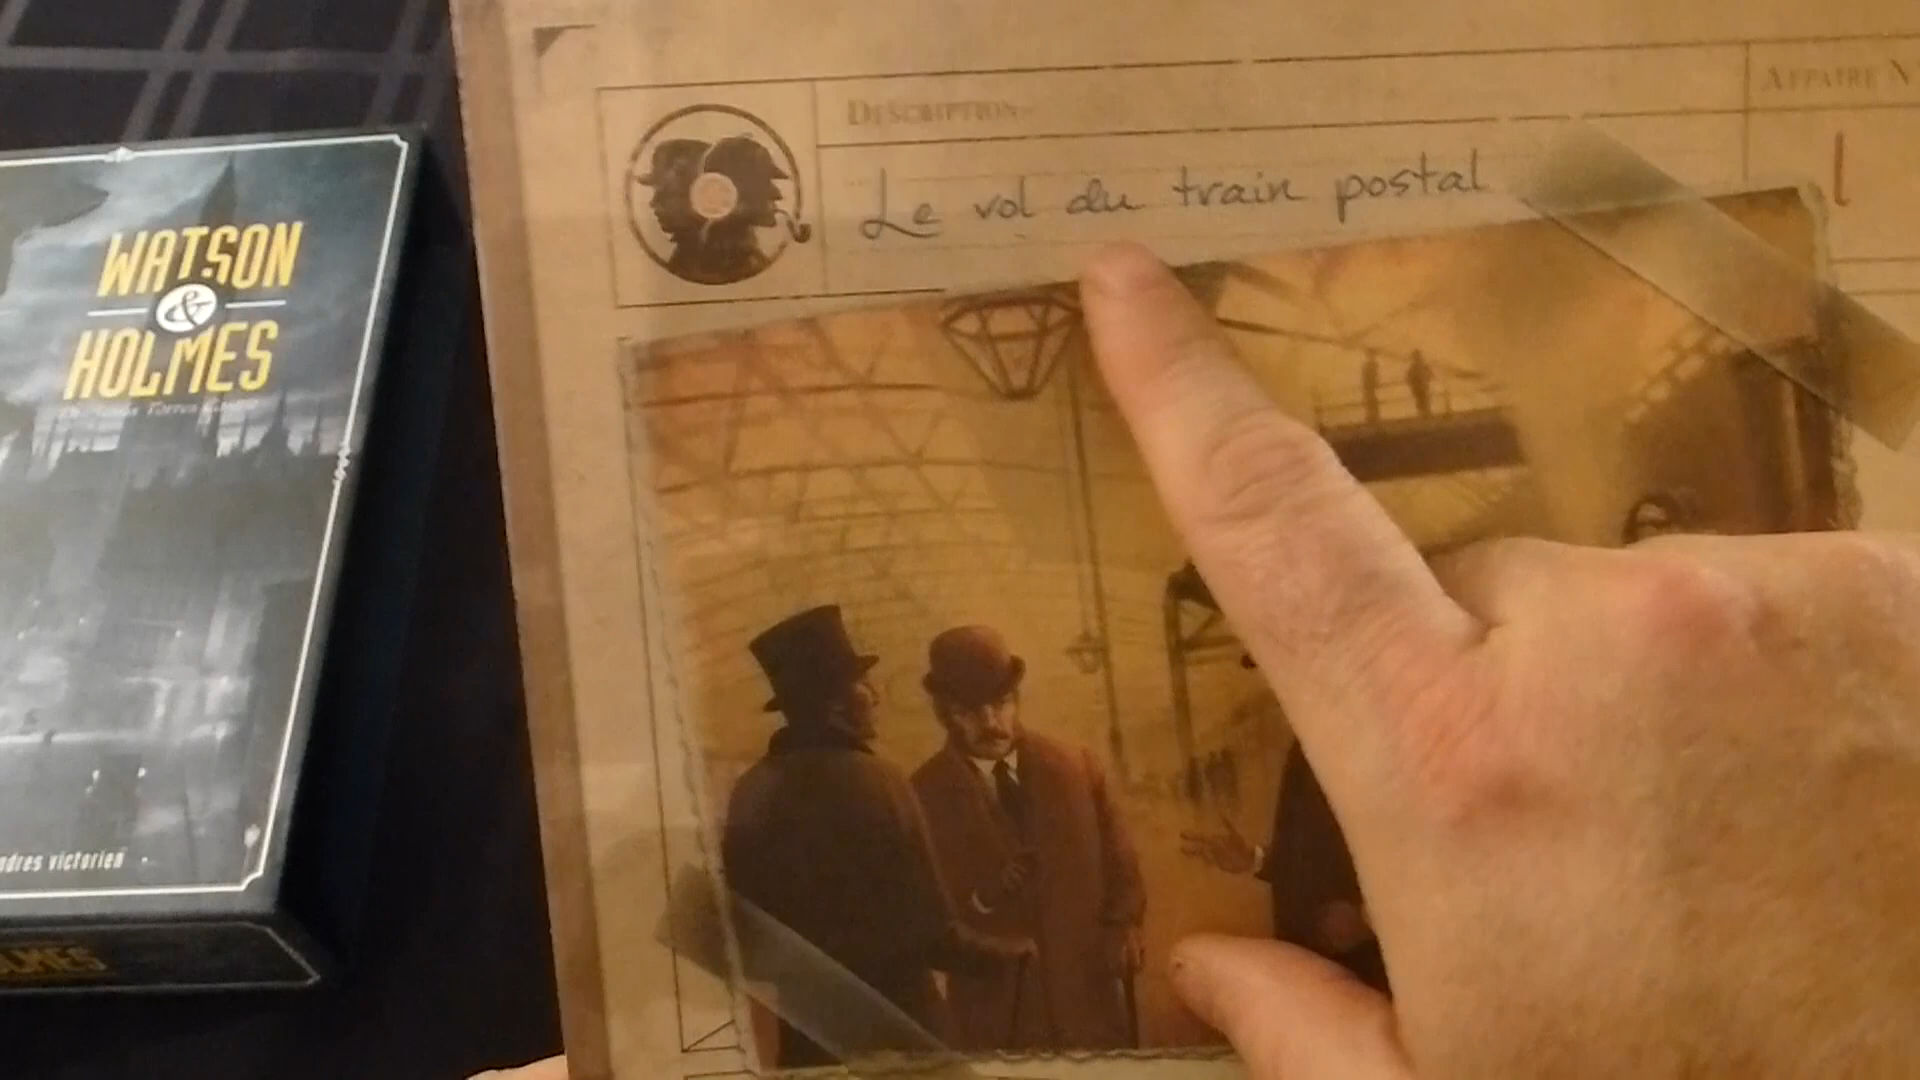 WATSON
&
HOLMES
ndres victorien
DESCRIPTION
AFFAIRE N
Le vol du train postal
1